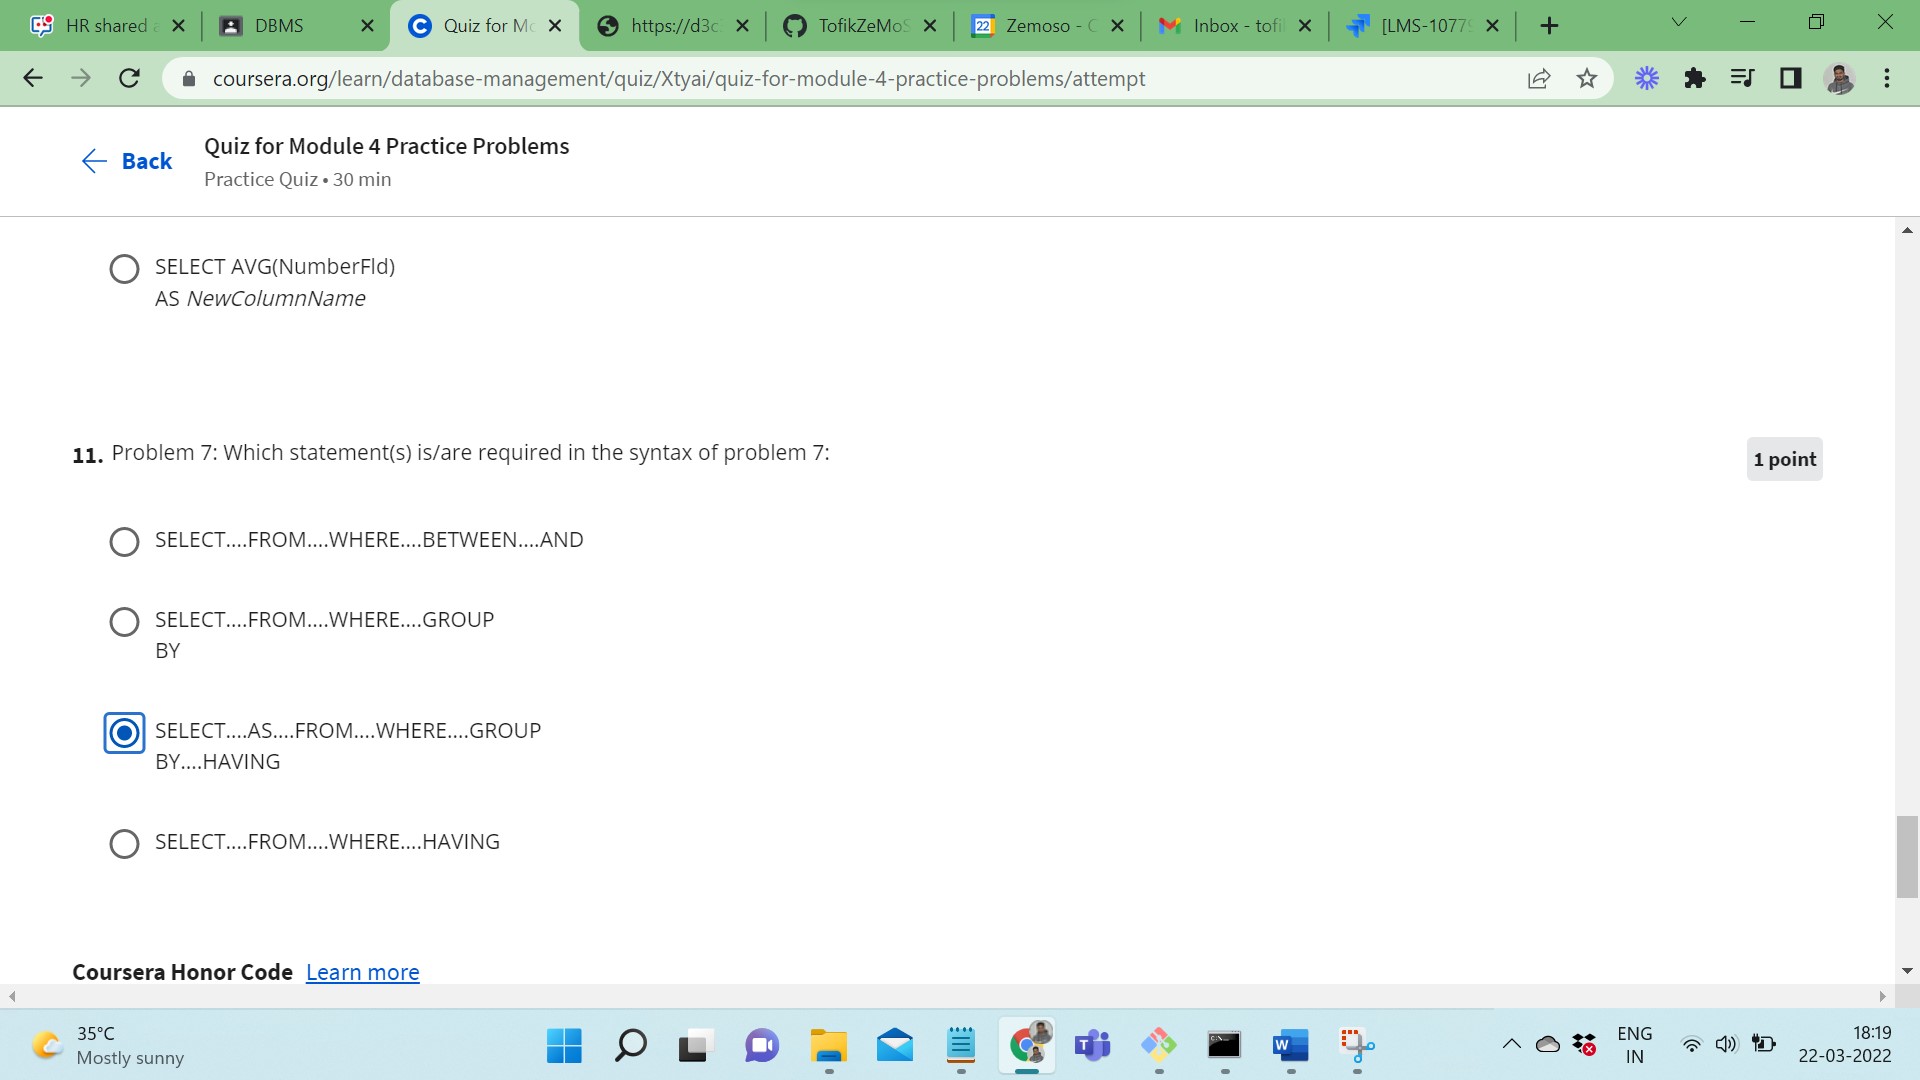 HR shared
DBMS
Quiz for Mo
https://d3c
TofikZeMoS
22
Zemoso - C
Inbox - tofi
[LMS-10779
coursera.org/learn/database-management/quiz/Xtyai/quiz-for-module-4-practice-problems/attempt
Back
Quiz for Module 4 Practice Problems
Practice Quiz • 30 min
SELECT AVG(NumberFld)
AS NewColumnName
11. Problem 7: Which statement(s) is/are required in the syntax of problem 7:
1 point
SELECT....FROM....WHERE....BETWEEN....AND
SELECT....FROM....WHERE....GROUP
BY
SELECT....AS....FROM....WHERE....GROUP
BY....HAVING
SELECT....FROM....WHERE....HAVING
Coursera Honor Code Learn more
35°C
Mostly sunny
ENG
IN
18:19
22-03-2022